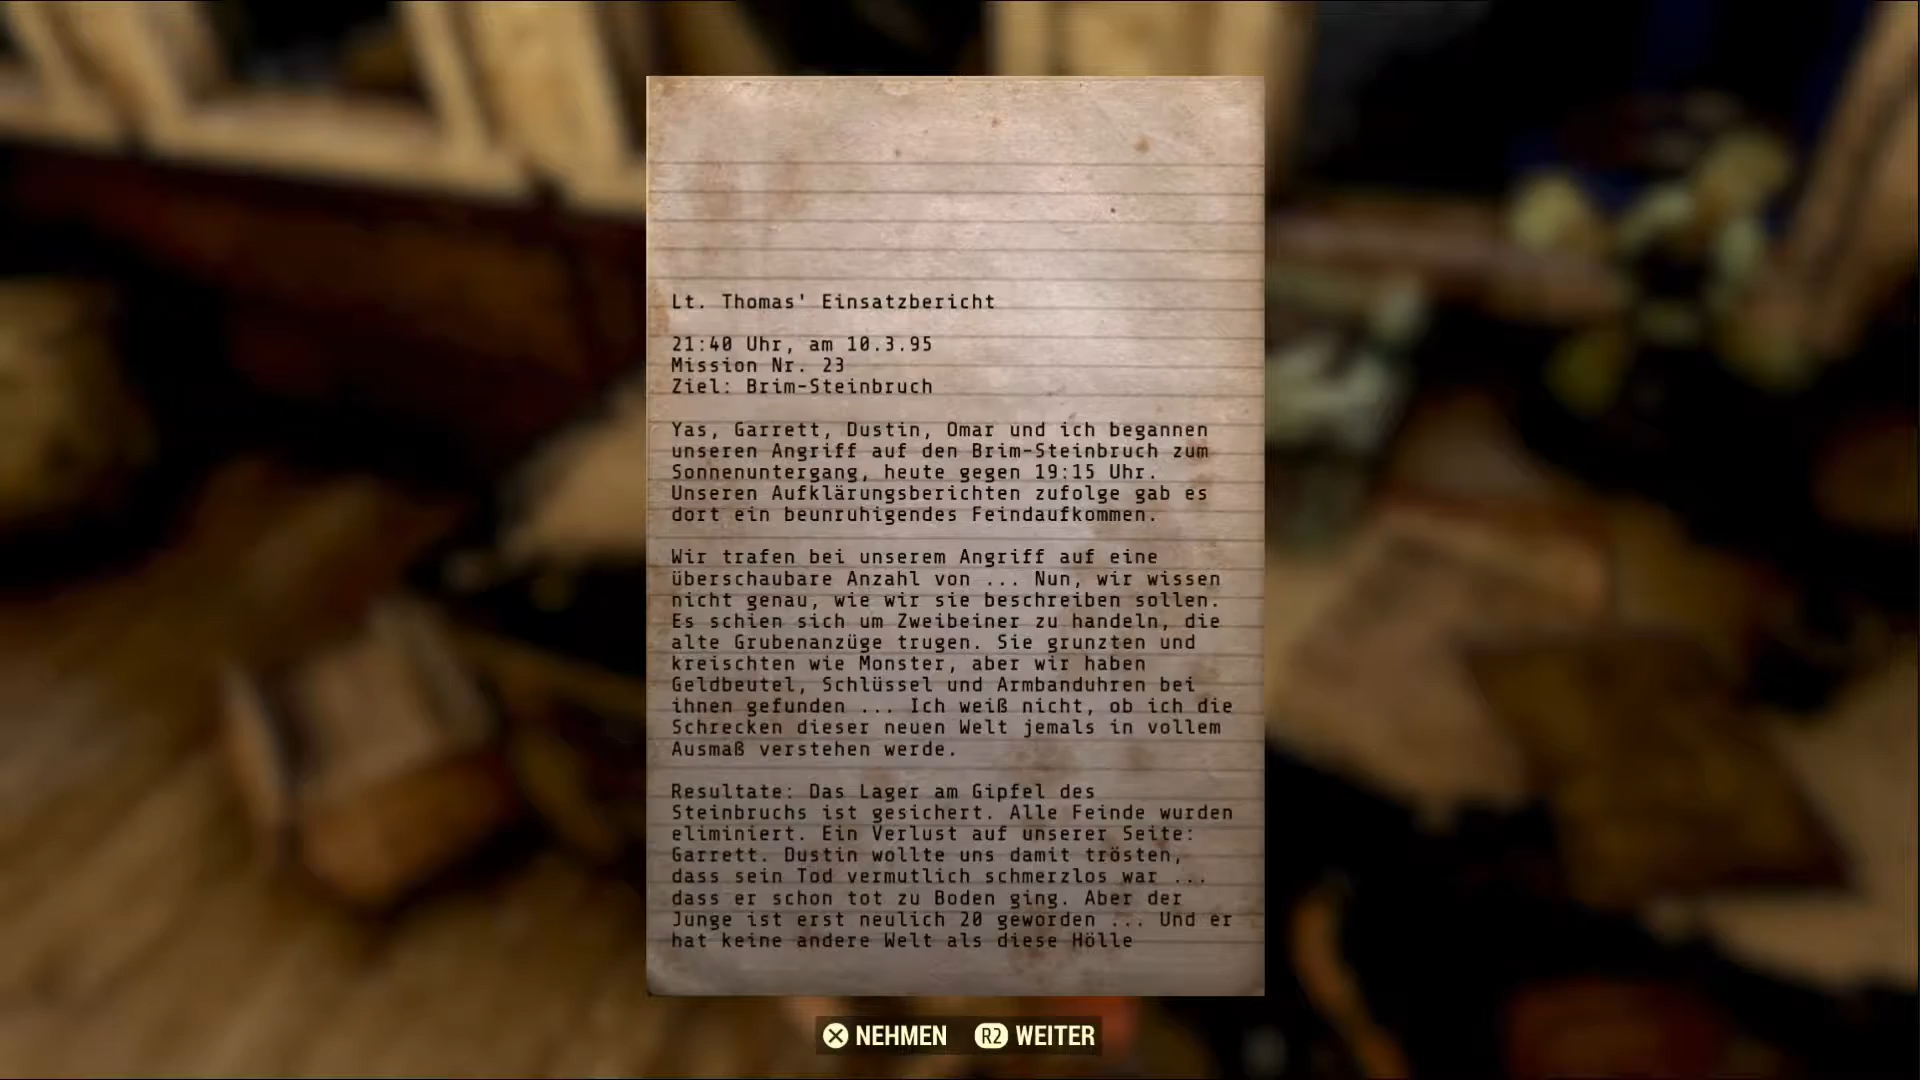 Lt. Thomas' Einsatzbericht
21:40 Uhr, am 10.3.95
Mission Nr. 23
Ziel: Brim-Steinbruch
Yas, Garrett, Dustin, Omar und ich begannen
unseren Angriff auf den Brim-Steinbruch zum
Sonnenuntergang, heute gegen 19:15 Uhr.
Unseren Aufklärungsberichten zufolge gab es
dort ein beunruhigendes Feindaufkommen.
Wir trafen bei unserem Angriff auf eine
überschaubare Anzahl von ... Nun, wir wissen
nicht genau, wie wir sie beschreiben sollen.
Es schien sich um Zweibeiner zu handeln, die
alte Grubenanzüge trugen. Sie grunzten und
kreischten wie Monster, aber wir haben
Geldbeutel, Schlüssel und Armbanduhren bei
ihnen gefunden ... Ich weiß nicht, ob ich die
Schrecken dieser neuen Welt jemals in vollem
Ausmaß verstehen werde.
Resultate: Das Lager am Gipfel des
Steinbruchs ist gesichert. Alle Feinde wurden
eliminiert. Ein Verlust auf unserer Seite:
Garrett. Dustin wollte uns damit trösten,
dass sein Tod vermutlich schmerzlos war ...
dass er schon tot zu Boden ging. Aber der
Junge ist erst neulich 20 geworden ... Und er
hat keine andere Welt als diese Hölle
NEHMEN R2 WEITER